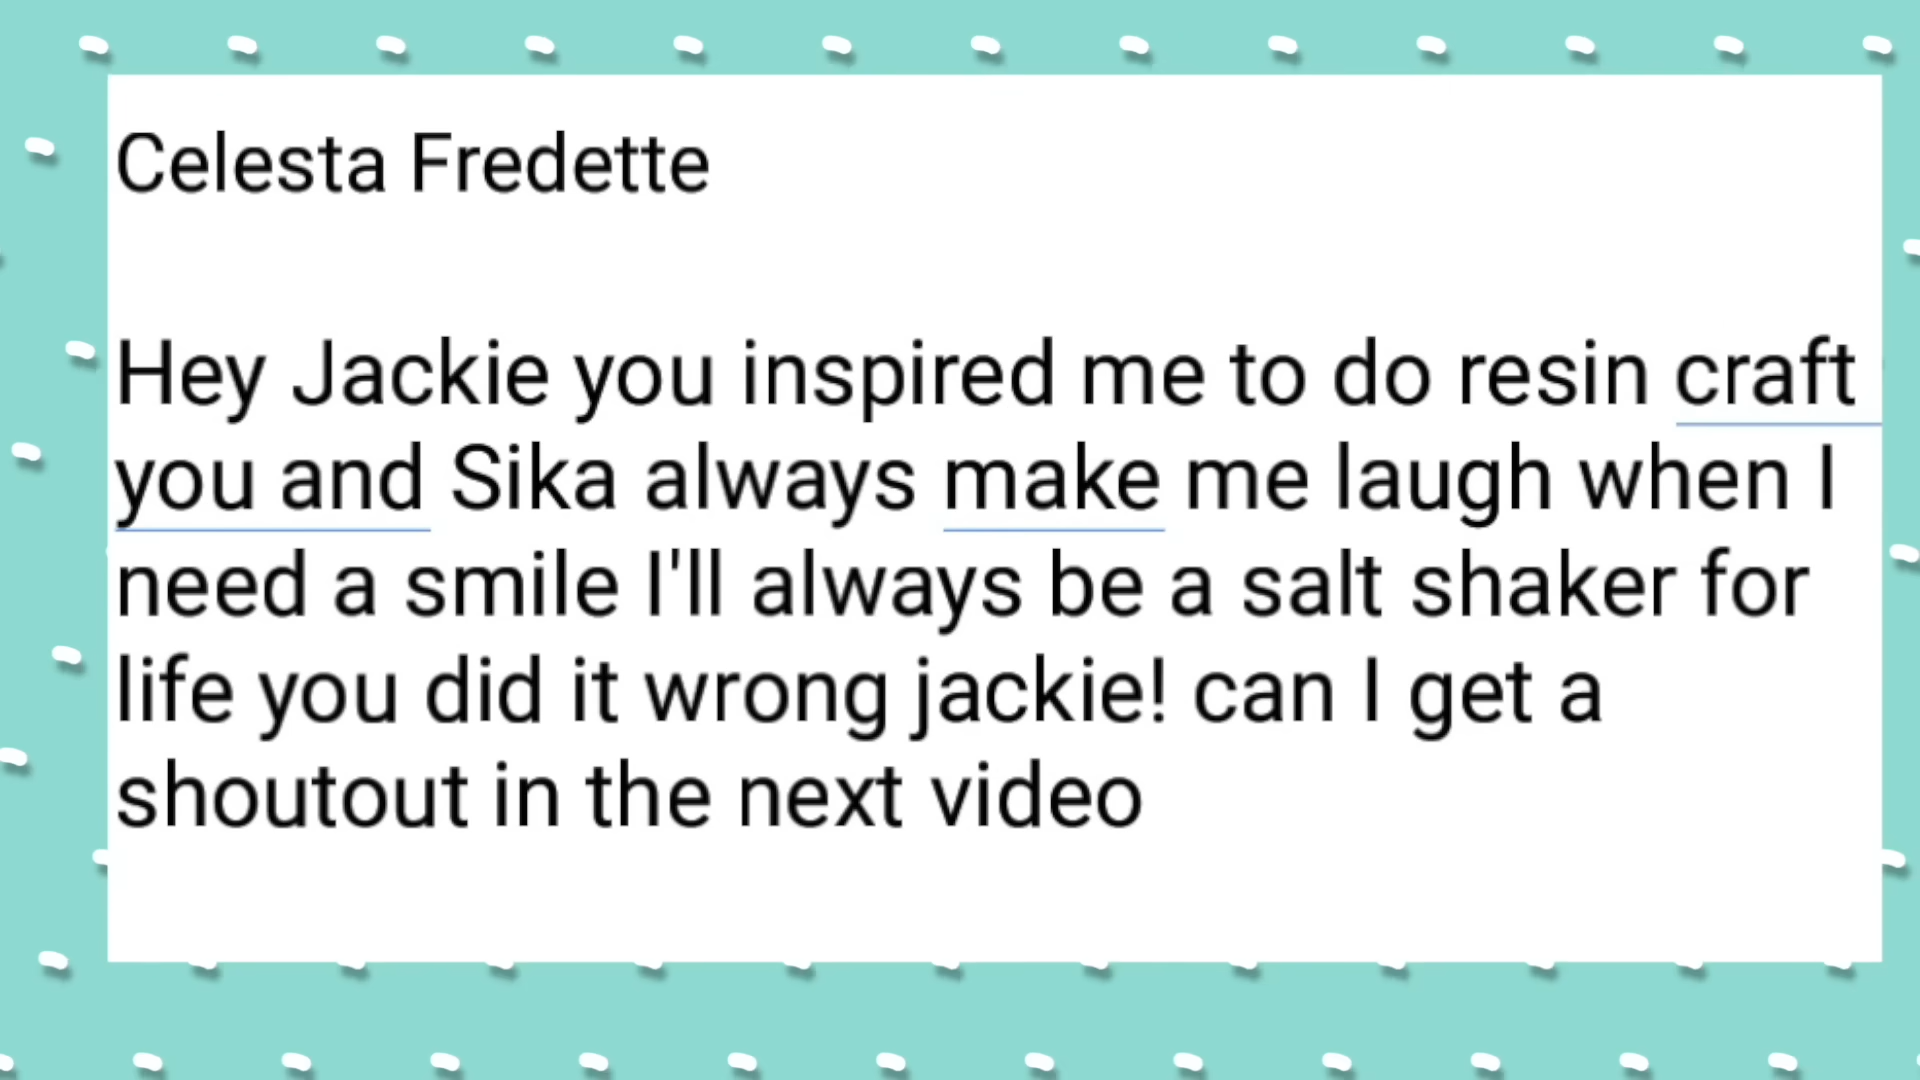 Celesta Fredette
Hey Jackie you inspired me to do resin craft
you and Sika always make me laugh when I
need a smile I'll always be a salt shaker for
life you did it wrong jackie! can I get a
shoutout in the next video